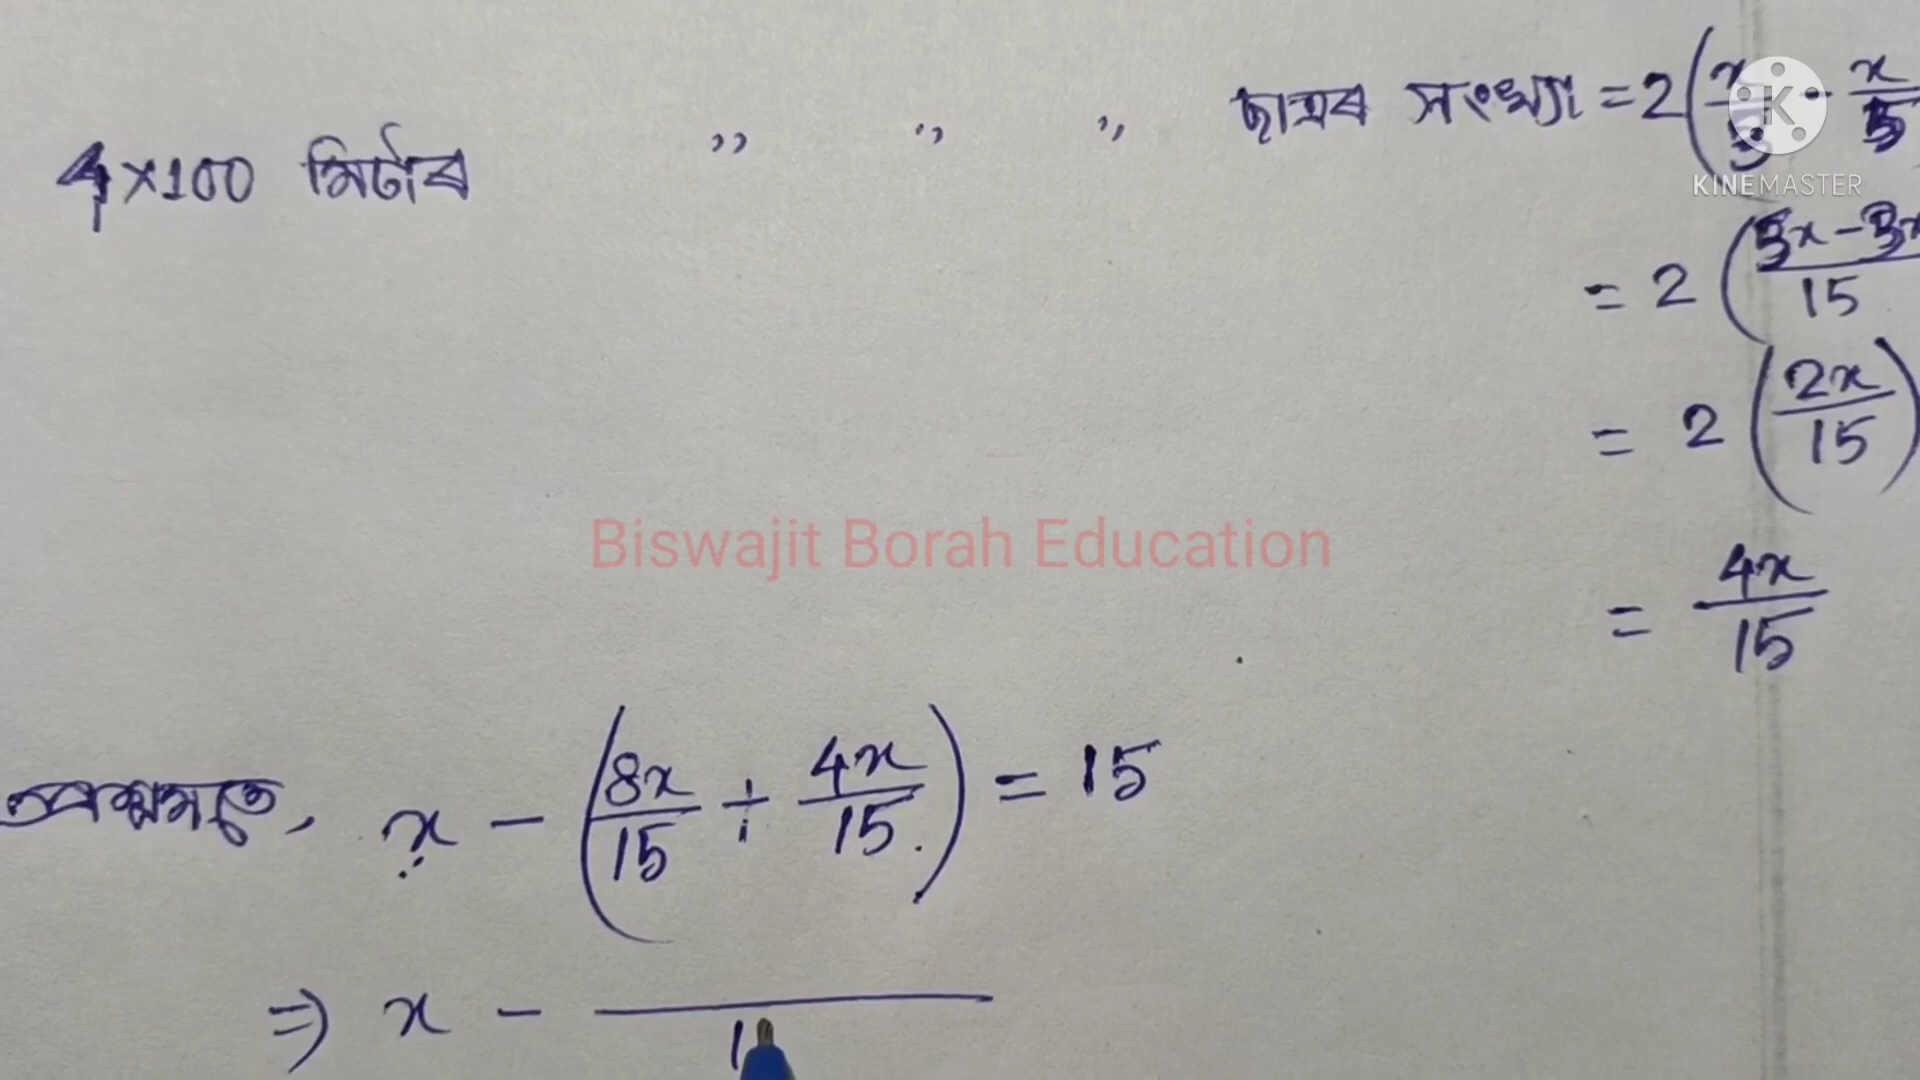 4×100 মিটাৰ ,, ,, ,, ছাত্ৰৰ সংখ্যা = 2(x/3 - x/5
= 2 (5x-3x/15
= 2 (2x/15)
= 4x/15
KINEMASTER
Biswajit Borah Education
প্ৰশ্নমতে, x - (8x/15 + 4x/15) = 15
⇒ x - 1